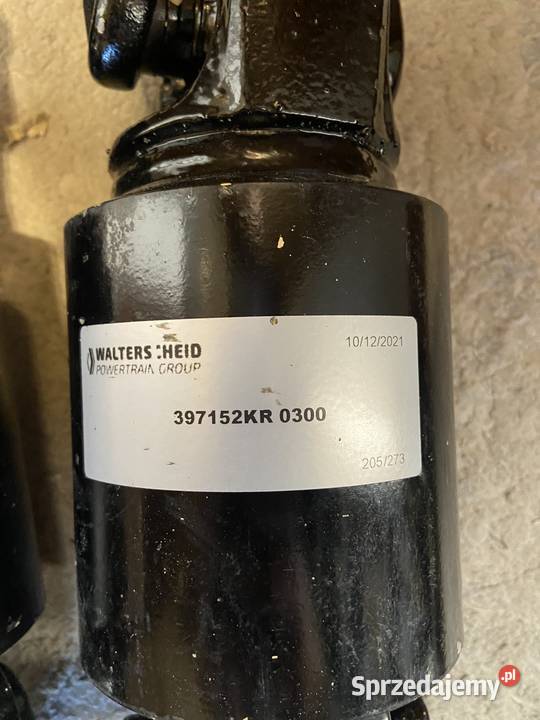 WALTERSCHEID
10/12/2021
POWERTRAIN GROUP
397152KR 0300
205/273
Sprzedajemy.pl